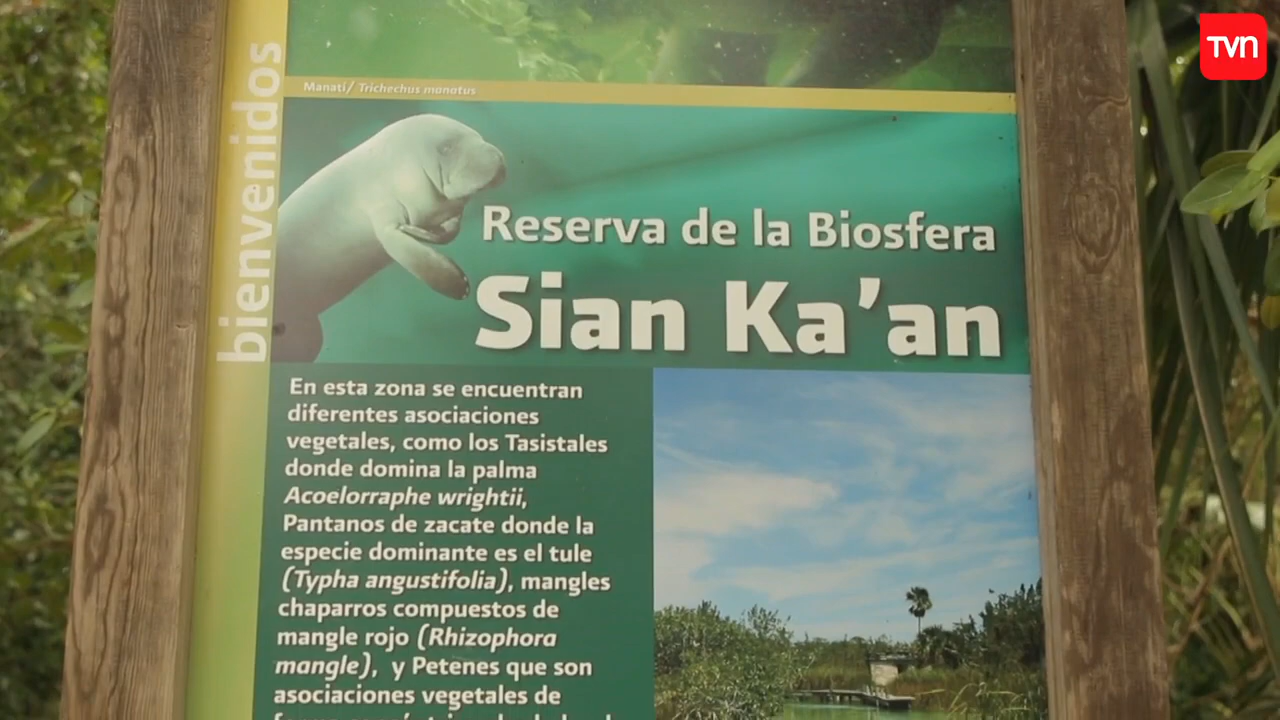 TVN
bienvenidos
Manatí/ Trichechus manatus
Reserva de la Biosfera
Sian Ka'an
En esta zona se encuentran
diferentes asociaciones
vegetales, como los Tasistales
donde domina la palma
Acoelorraphe wrightii,
Pantanos de zacate donde la
especie dominante es el tule
(Typha angustifolia), mangles
chaparros compuestos de
mangle rojo (Rhizophora
mangle), y Petenes que son
asociaciones vegetales de